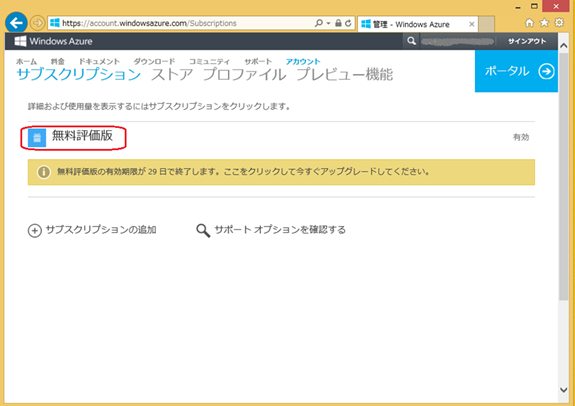 https://account.windowsazure.com/Subscriptions
管理 - Windows Azure
Windows Azure
サインアウト
ホーム 料金 ドキュメント ダウンロード コミュニティ サポート アカウント
サブスクリプション ストア プロファイル プレビュー機能
ポータル
詳細および使用量を表示するにはサブスクリプションをクリックします。
無料評価版
有効
無料評価版の有効期限が 29 日で終了します。ここをクリックして今すぐアップグレードしてください。
サブスクリプションの追加
サポート オプションを確認する